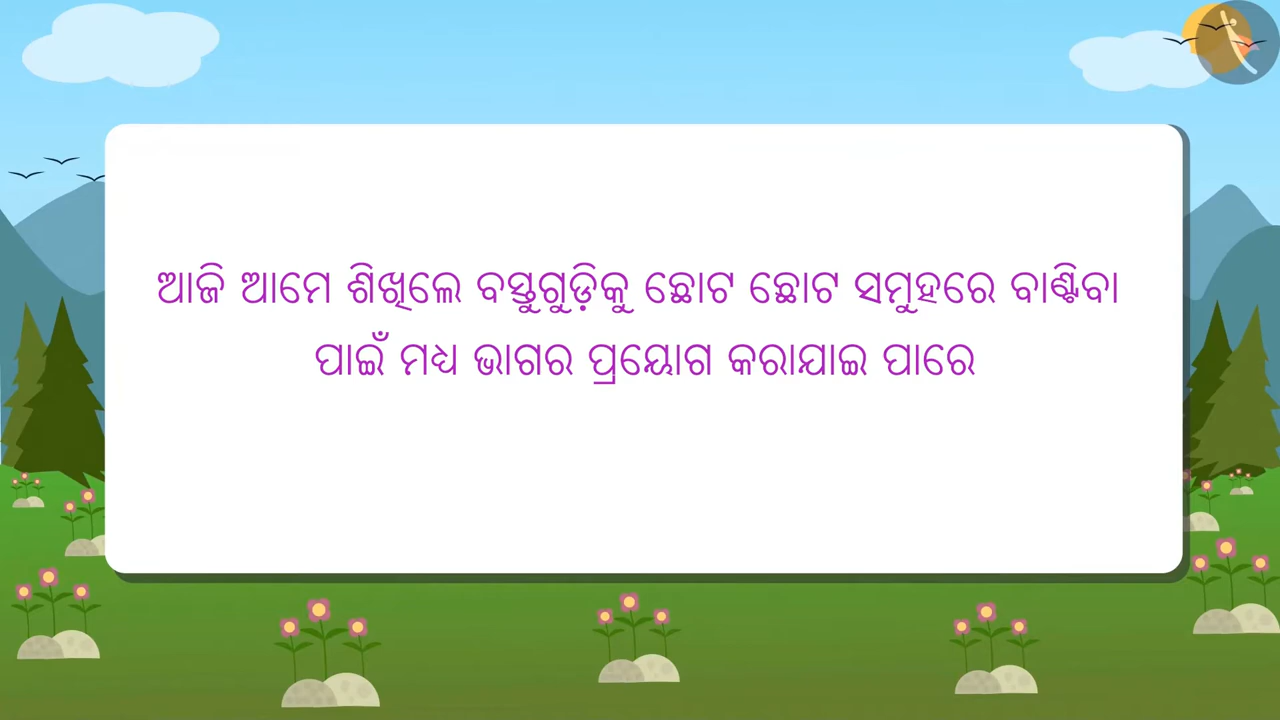 ଆଜି ଆମେ ଶିଖିଲେ ବସ୍ତୁଗୁଡ଼ିକୁ ଛୋଟ ଛୋଟ ସମୁହରେ ବାଣ୍ଟିବା
ପାଇଁ ମଧ୍ୟ ଭାଗର ପ୍ରୟୋଗ କରାଯାଇ ପାରେ